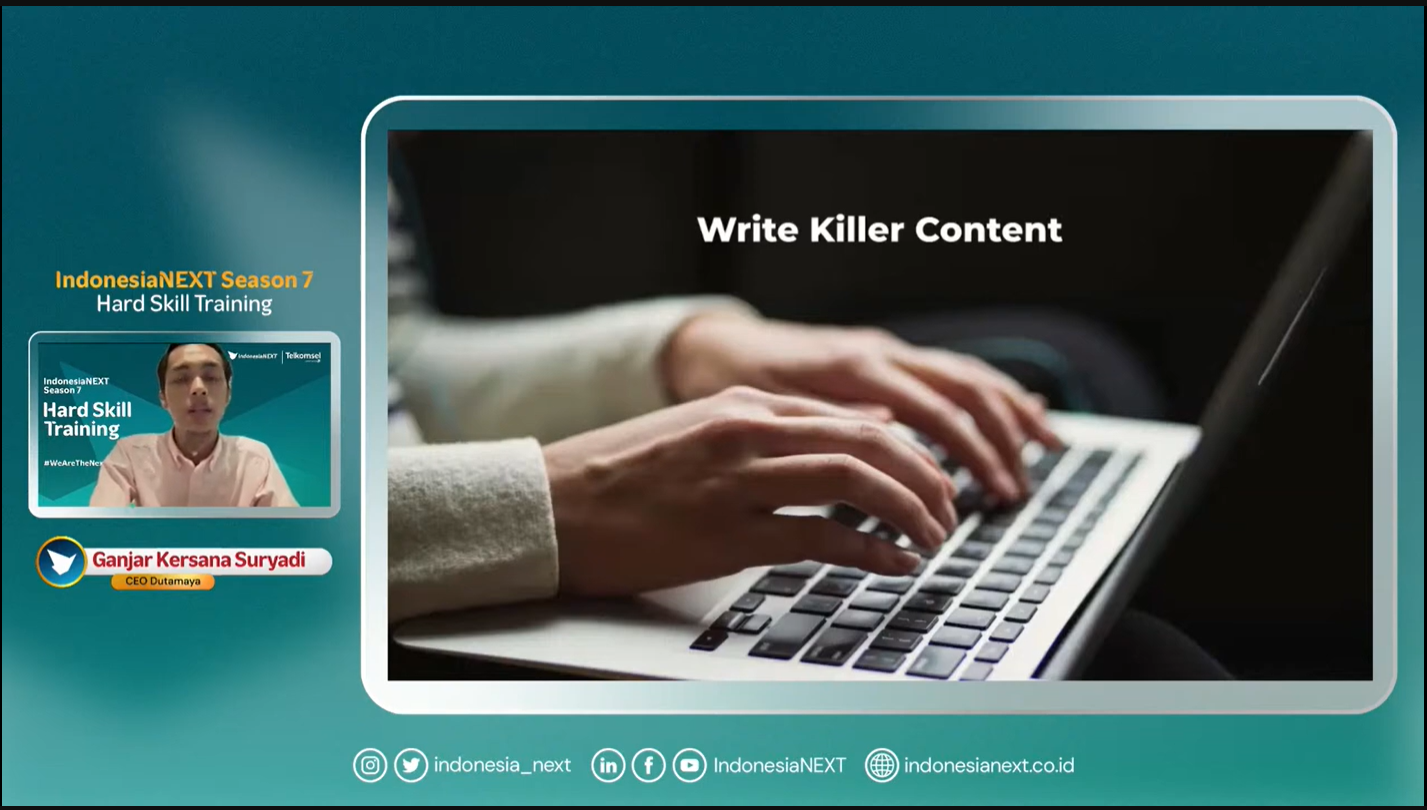 IndonesiaNEXT Season 7
Hard Skill Training
IndonesiaNEXT
Telkomsel
IndonesiaNEXT
Season 7
Hard Skill
Training
#WeAreTheNex
Ganjar Kersana Suryadi
CEO Dutamaya
Write Killer Content
indonesia_next
IndonesiaNEXT
indonesianext.co.id